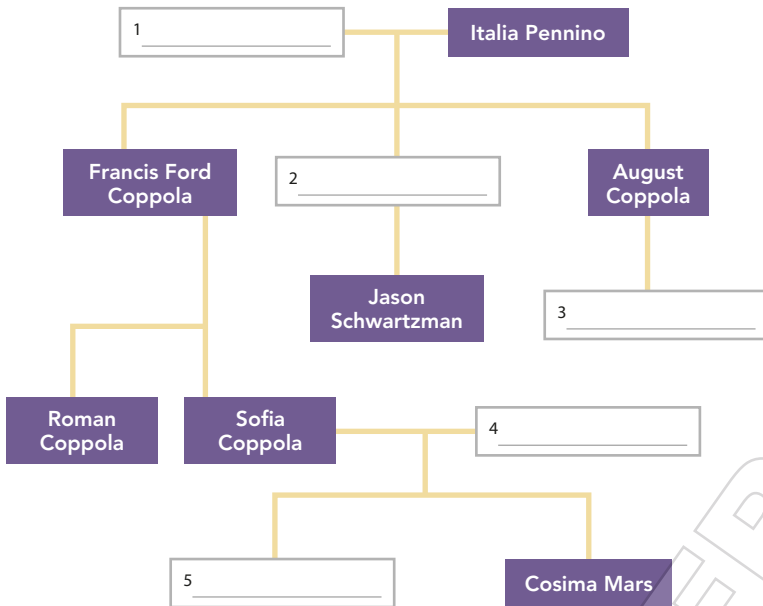 1
Italia Pennino
Francis Ford
Coppola
2
August
Coppola
Jason
Schwartzman
3
Roman
Coppola
Sofia
Coppola
4
5
Cosima Mars